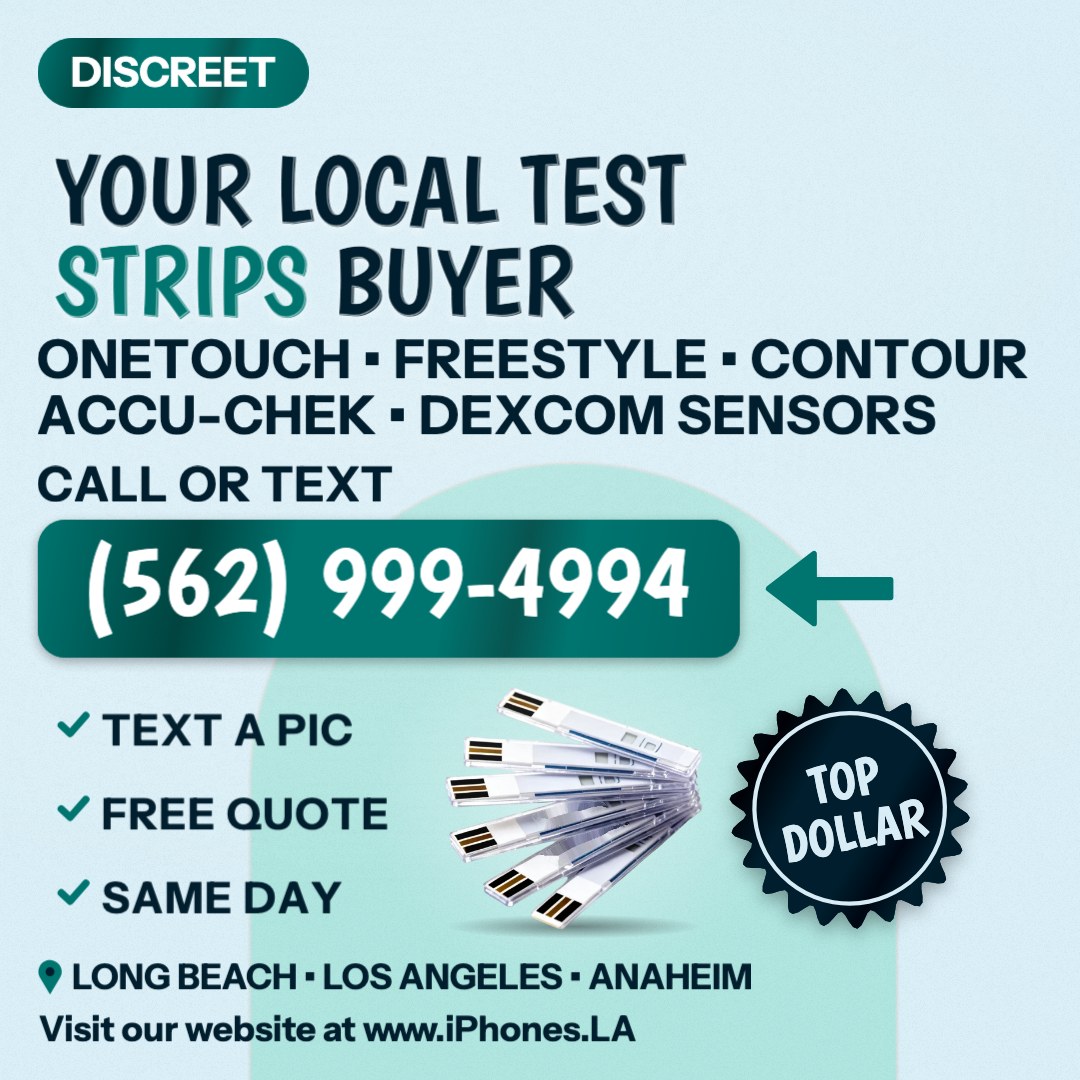 DISCREET
YOUR LOCAL TEST
STRIPS BUYER
ONETOUCH ▪ FREESTYLE ▪ CONTOUR
ACCU-CHEK ▪ DEXCOM SENSORS
CALL OR TEXT
(562) 999-4994
TEXT A PIC
FREE QUOTE
SAME DAY
TOP
DOLLAR
LONG BEACH ▪ LOS ANGELES ▪ ANAHEIM
Visit our website at www.iPhones.LA